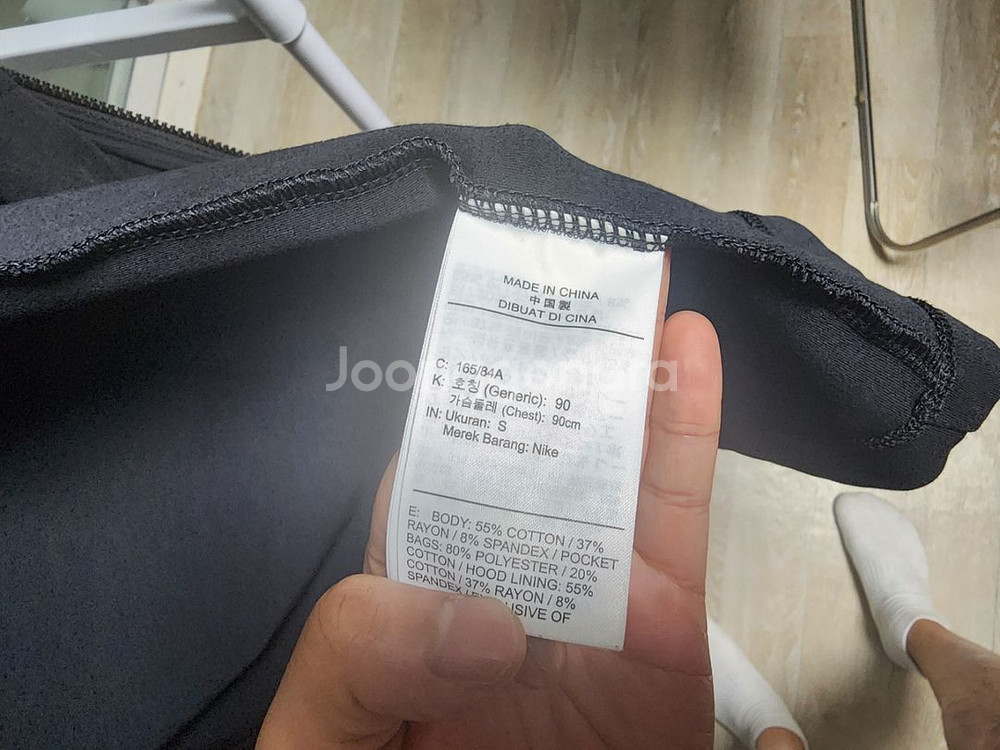 MADE IN CHINA
中国製
DIBUAT DI CINA
C: 165/84A
K: 호칭 (Generic): 90
가슴둘레 (Chest): 90cm
IN: Ukuran: S
Merek Barang: Nike
E: BODY: 55% COTTON / 37%
RAYON / 8% SPANDEX / POCKET
BAGS: 80% POLYESTER / 20%
COTTON / HOOD LINING: 55%
COTTON / 37% RAYON / 8%
SPANDEX / OF